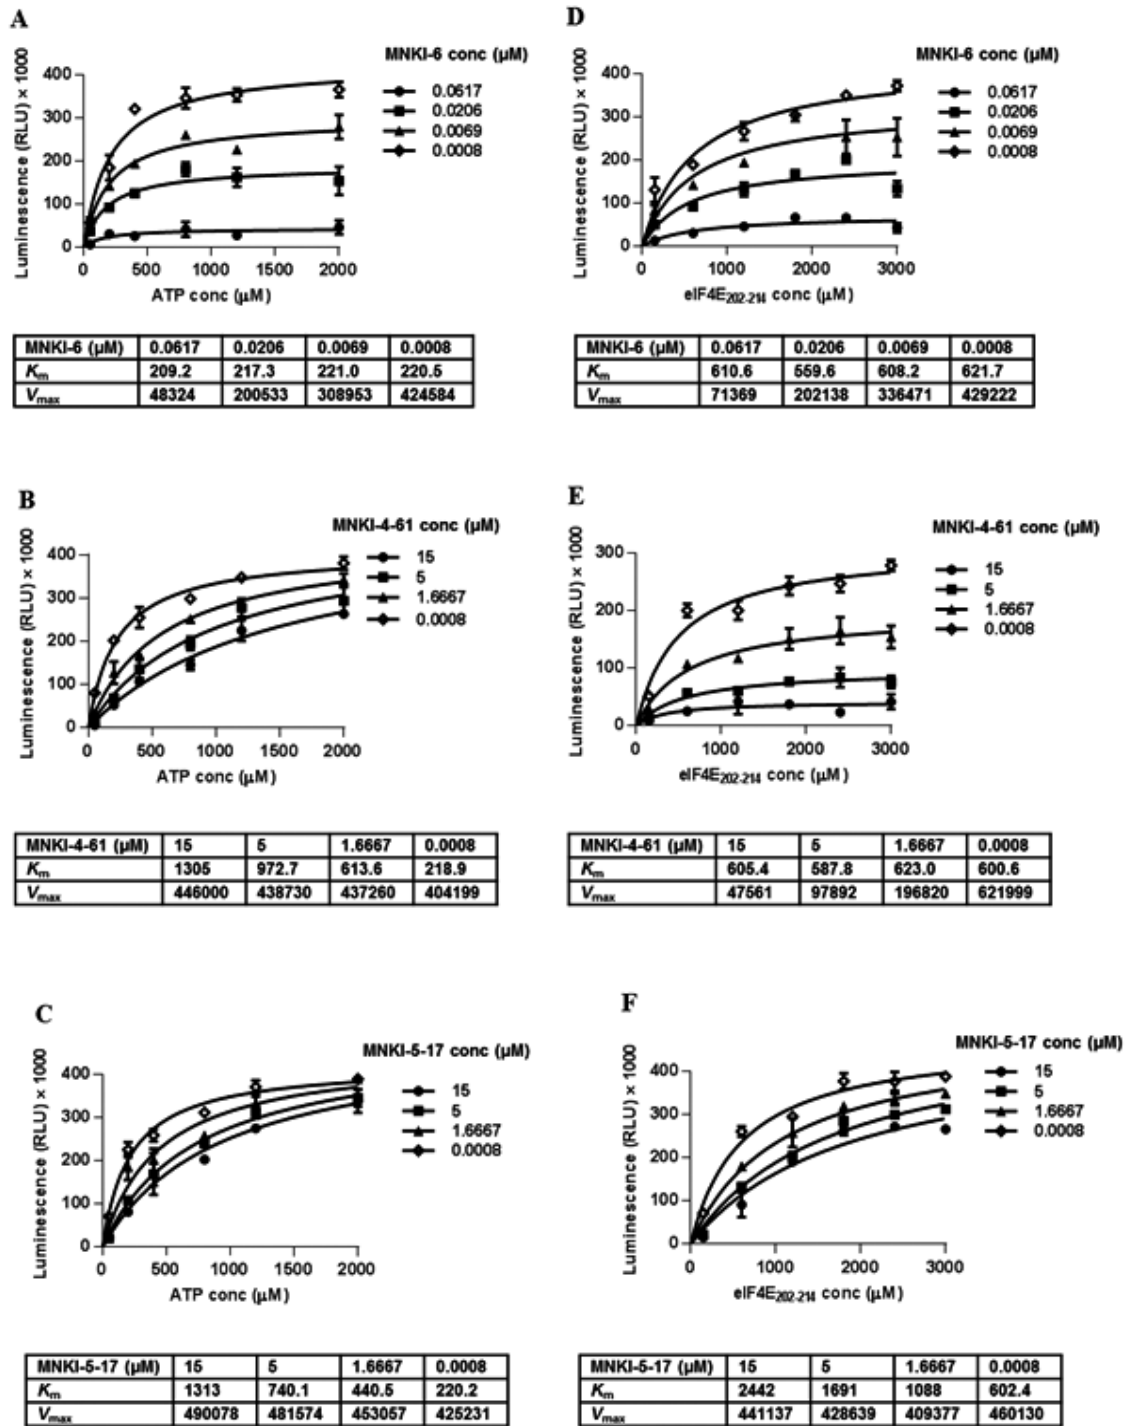 A
MNKI-6 conc (µM)
Luminescence (RLU) × 1000
400
300
200
100
0
0.0617
0.0206
0.0069
0.0008
0 500 1000 1500 2000
ATP conc (µM)
MNKI-6 (µM) 0.0617 0.0206 0.0069 0.0008
Km 209.2 217.3 221.0 220.5
Vmax 48324 200533 308953 424584
D
MNKI-6 conc (µM)
Luminescence (RLU) × 1000
400
300
200
100
0
0.0617
0.0206
0.0069
0.0008
0 1000 2000 3000
eIF4E202-214 conc (µM)
MNKI-6 (µM) 0.0617 0.0206 0.0069 0.0008
Km 610.6 559.6 608.2 621.7
Vmax 71369 202138 336471 429222
B
MNKI-4-61 conc (µM)
Luminescence (RLU) × 1000
400
300
200
100
0
15
5
1.6667
0.0008
0 500 1000 1500 2000
ATP conc (µM)
MNKI-4-61 (µM) 15 5 1.6667 0.0008
Km 1305 972.7 613.6 218.9
Vmax 446000 438730 437260 404199
E
MNKI-4-61 conc (µM)
Luminescence (RLU) × 1000
300
200
100
0
15
5
1.6667
0.0008
0 1000 2000 3000
eIF4E202-214 conc (µM)
MNKI-4-61 (µM) 15 5 1.6667 0.0008
Km 605.4 587.8 623.0 600.6
Vmax 47561 97892 196820 621999
C
MNKI-5-17 conc (µM)
Luminescence (RLU) × 1000
400
300
200
100
0
15
5
1.6667
0.0008
0 500 1000 1500 2000
ATP conc (µM)
MNKI-5-17 (µM) 15 5 1.6667 0.0008
Km 1313 740.1 440.5 220.2
Vmax 490078 481574 453057 425231
F
MNKI-5-17 conc (µM)
Luminescence (RLU) × 1000
400
300
200
100
0
15
5
1.6667
0.0008
0 1000 2000 3000
eIF4E202-214 conc (µM)
MNKI-5-17 (µM) 15 5 1.6667 0.0008
Km 2442 1691 1088 602.4
Vmax 441137 428639 409377 460130